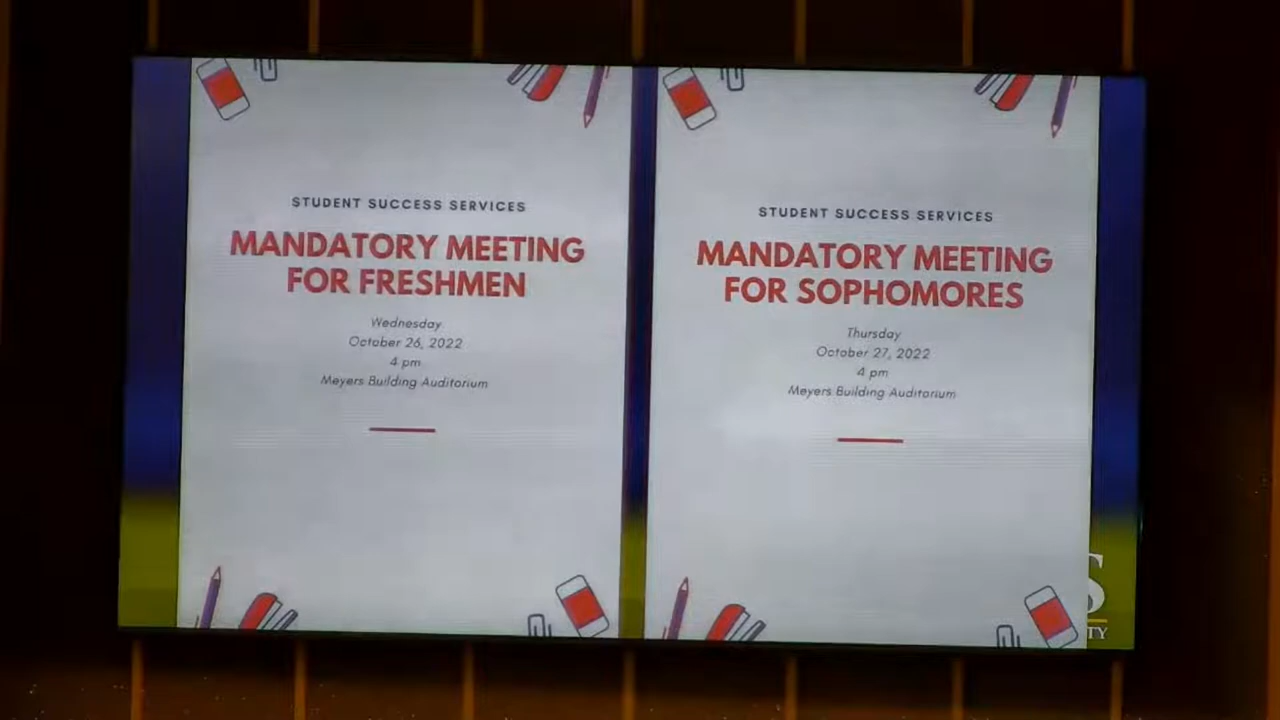 STUDENT SUCCESS SERVICES
MANDATORY MEETING
FOR FRESHMEN
Wednesday
October 26, 2022
4 pm
Meyers Building Auditorium
STUDENT SUCCESS SERVICES
MANDATORY MEETING
FOR SOPHOMORES
Thursday
October 27, 2022
4 pm
Meyers Building Auditorium
S
TY